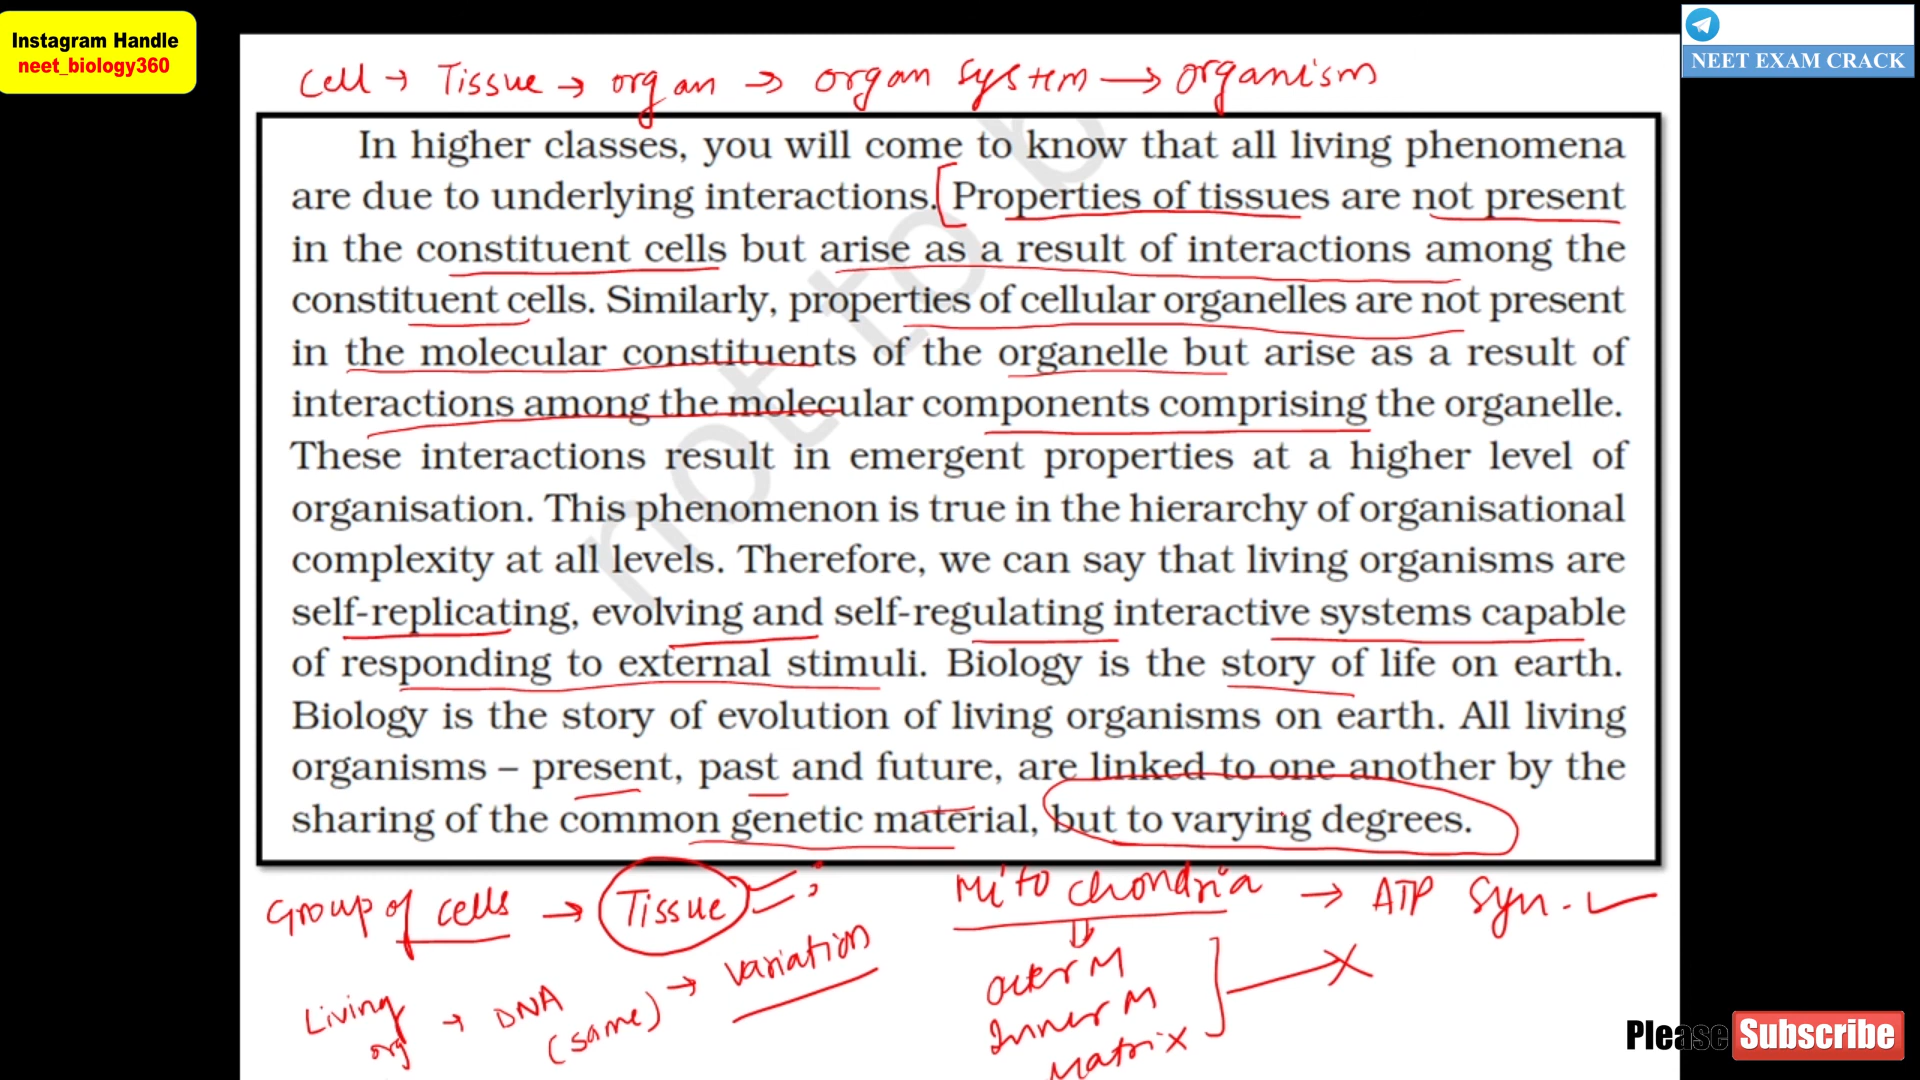 Instagram Handle
neet_biology360
NEET EXAM CRACK
Cell → Tissue → organ → organ system → organism
In higher classes, you will come to know that all living phenomena
are due to underlying interactions. Properties of tissues are not present
in the constituent cells but arise as a result of interactions among the
constituent cells. Similarly, properties of cellular organelles are not present
in the molecular constituents of the organelle but arise as a result of
interactions among the molecular components comprising the organelle.
These interactions result in emergent properties at a higher level of
organisation. This phenomenon is true in the hierarchy of organisational
complexity at all levels. Therefore, we can say that living organisms are
self-replicating, evolving and self-regulating interactive systems capable
of responding to external stimuli. Biology is the story of life on earth.
Biology is the story of evolution of living organisms on earth. All living
organisms – present, past and future, are linked to one another by the
sharing of the common genetic material, but to varying degrees.
not to b
Group of cells → Tissue
Mitochondria → ATP Syn.
Living org → DNA (same) → variation
Outer M
Inner M
Matrix
Please Subscribe